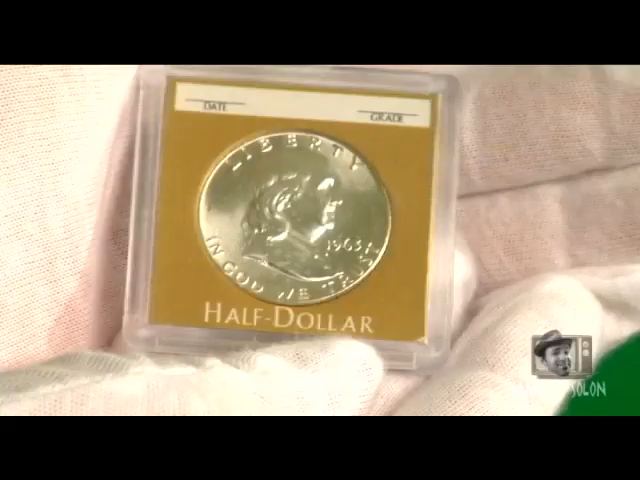 DATE
GRADE
LIBERTY
1963
IN GOD WE TRUST
HALF-DOLLAR
SOLON